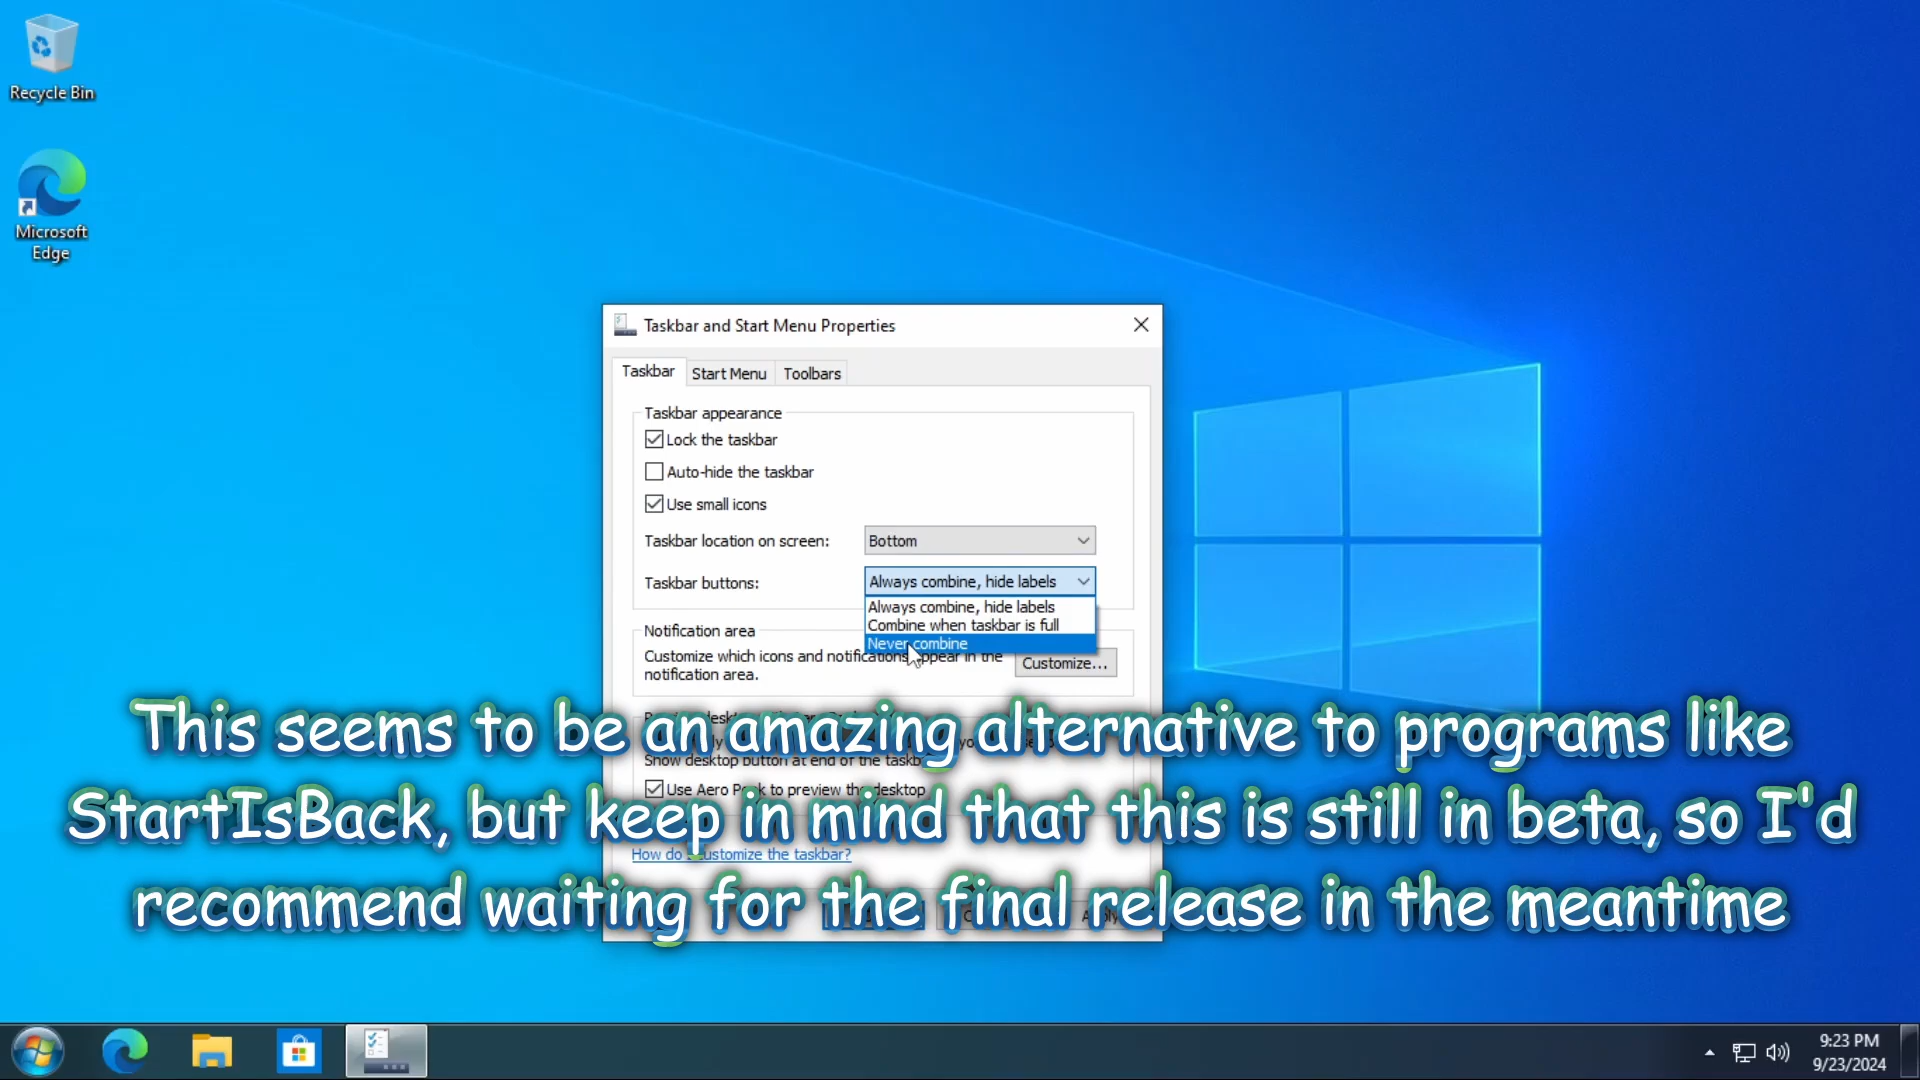 Recycle Bin
Microsoft
Edge
Taskbar and Start Menu Properties
Taskbar
Start Menu
Toolbars
Taskbar appearance
Lock the taskbar
Auto-hide the taskbar
Use small icons
Taskbar location on screen:
Bottom
Taskbar buttons:
Always combine, hide labels
Always combine, hide labels
Combine when taskbar is full
Never combine
Notification area
Customize which icons and notifications appear in the
notification area.
Customize...
This seems to be an amazing alternative to programs like
Show desktop button at end of the
Use Aero Peek to preview the desktop
StartIsBack, but keep in mind that this is still in beta, so I'd
How do I customize the taskbar?
recommend waiting for the final release in the meantime
Apply
9:23 PM
9/23/2024